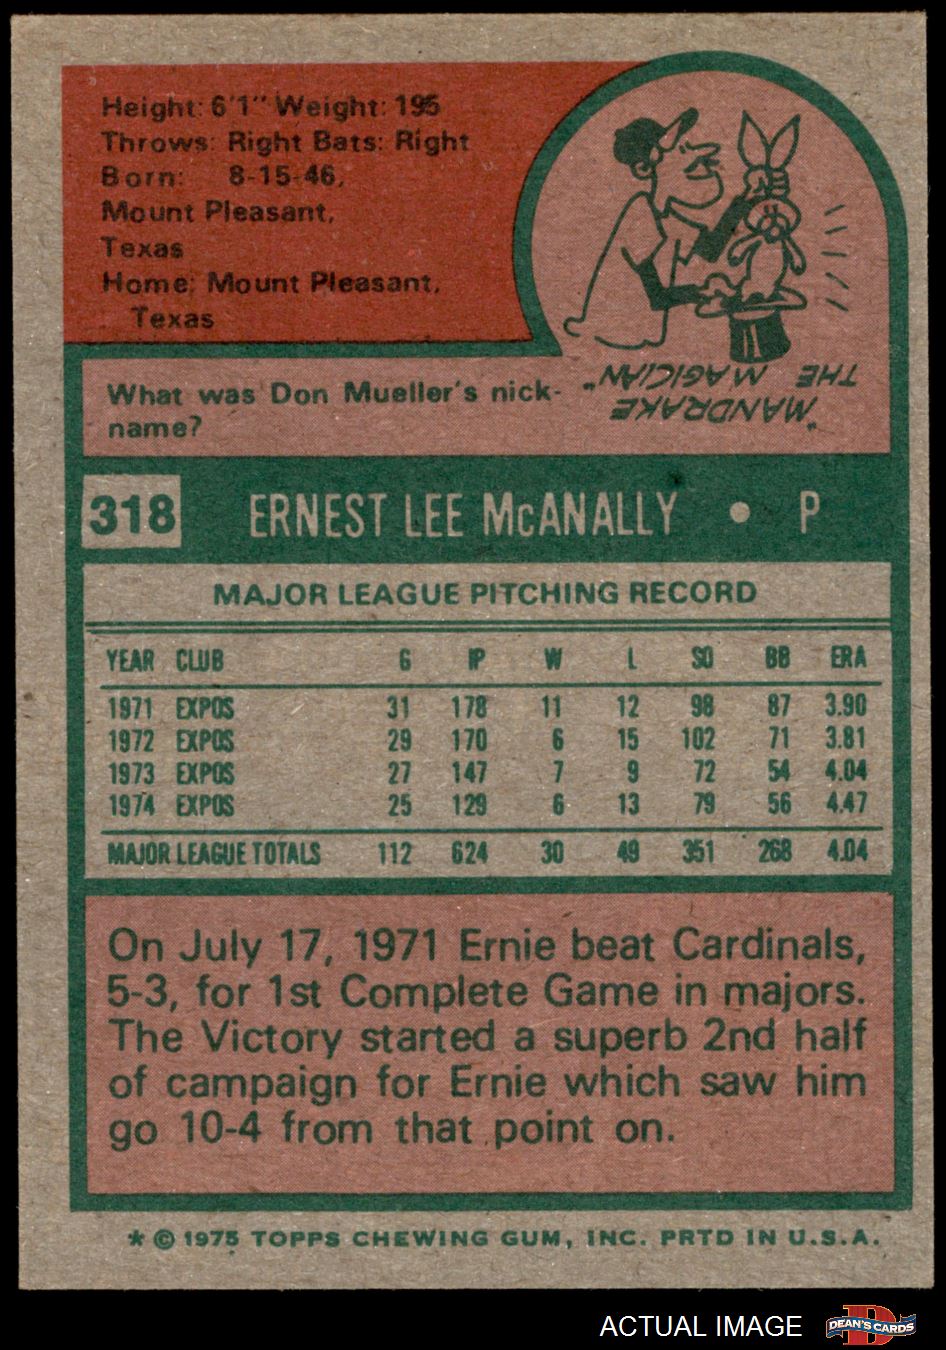 Height: 6'1" Weight: 195
Throws: Right Bats: Right
Born: 8-15-46,
Mount Pleasant,
Texas
Home: Mount Pleasant,
Texas
What was Don Mueller's nick-
name?
"MANDRAKE
THE MAGICIAN"
318 ERNEST LEE McANALLY • P
MAJOR LEAGUE PITCHING RECORD
YEAR CLUB G IP W L SO BB ERA
1971 EXPOS 31 178 11 12 98 87 3.90
1972 EXPOS 29 170 6 15 102 71 3.81
1973 EXPOS 27 147 7 9 72 54 4.04
1974 EXPOS 25 129 6 13 79 56 4.47
MAJOR LEAGUE TOTALS 112 624 30 49 351 268 4.04
On July 17, 1971 Ernie beat Cardinals,
5-3, for 1st Complete Game in majors.
The Victory started a superb 2nd half
of campaign for Ernie which saw him
go 10-4 from that point on.
* © 1975 TOPPS CHEWING GUM, INC. PRTD IN U.S.A.
ACTUAL IMAGE
D
DEAN'S CARDS